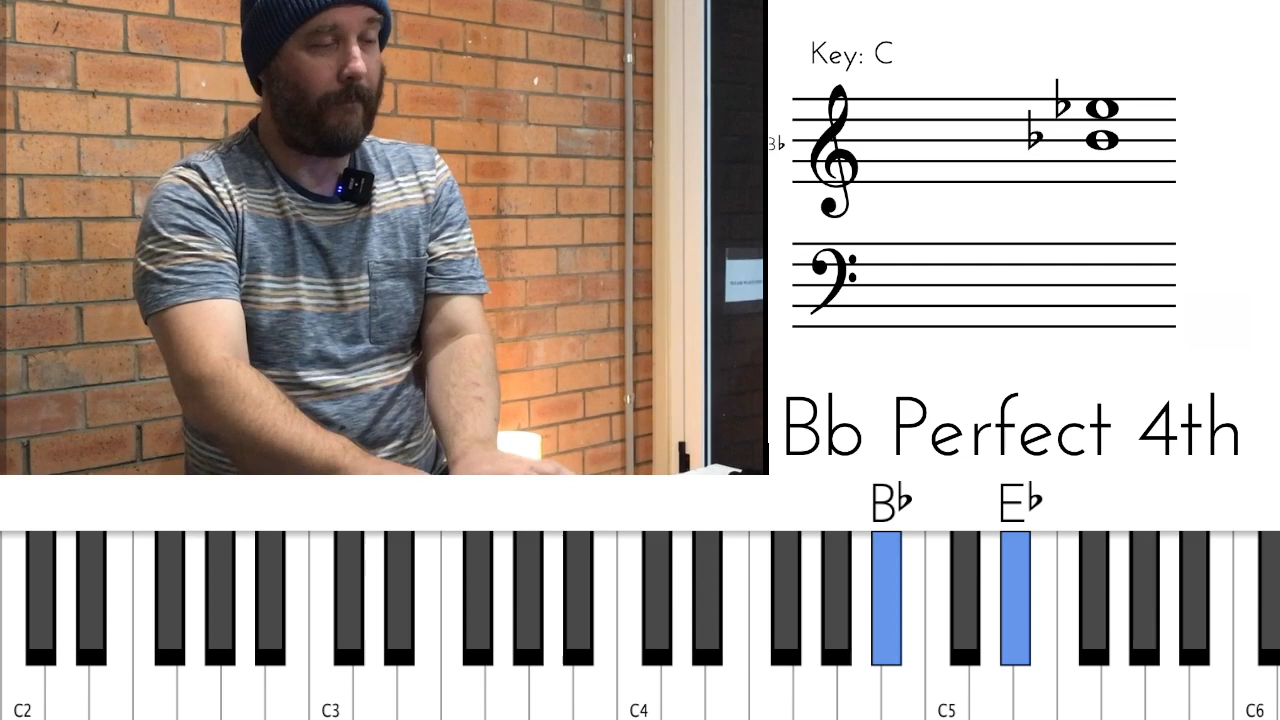 Key: C
B♭
Bb Perfect 4th
B♭ E♭
C2 C3 C4 C5 C6